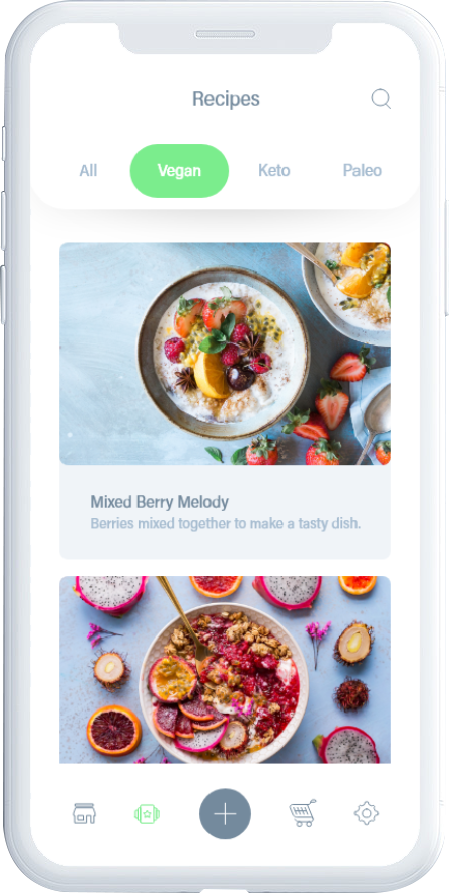 Recipes
All Vegan Keto Paleo
Mixed Berry Melody
Berries mixed together to make a tasty dish.